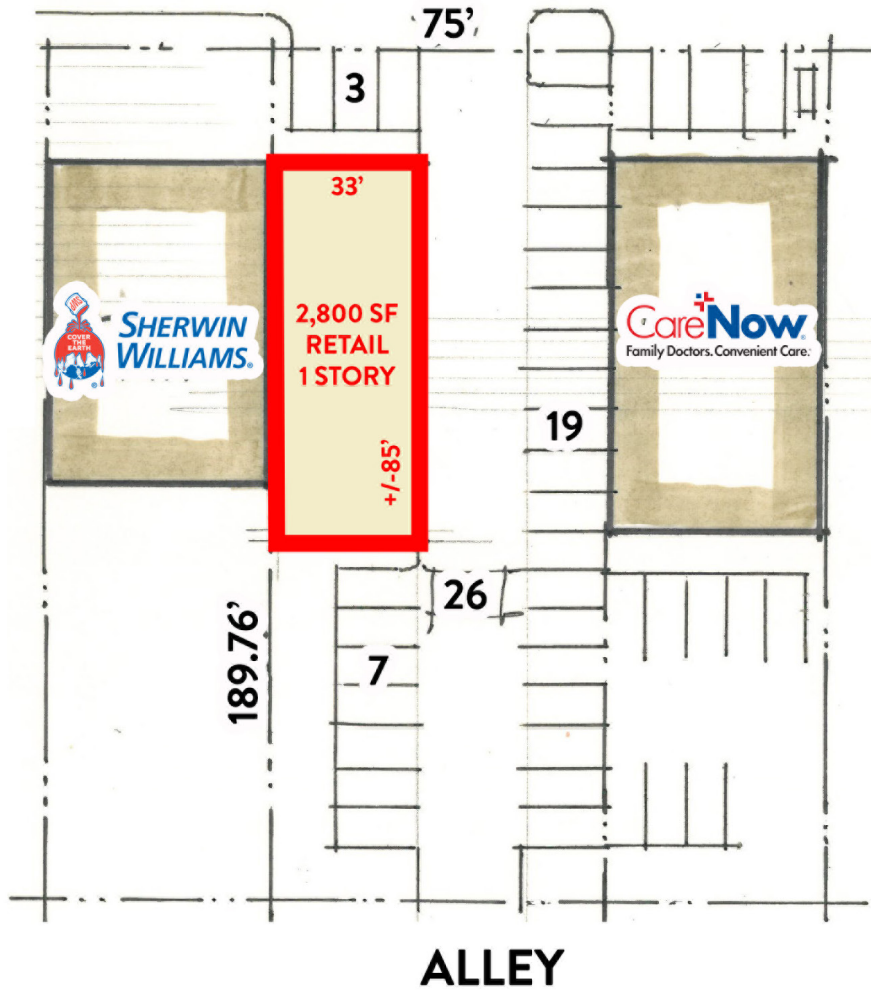 75'
3
33'
2,800 SF
RETAIL
1 STORY
+/-85'
COVER
THE
EARTH
SHERWIN
WILLIAMS.
CareNow
Family Doctors. Convenient Care.
19
26
189.76'
7
ALLEY